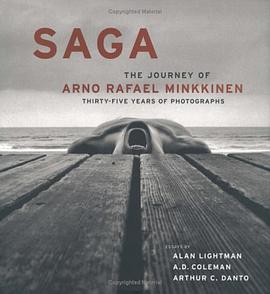 SAGA
THE JOURNEY OF
ARNO RAFAEL MINKKINEN
THIRTY-FIVE YEARS OF PHOTOGRAPHS
ESSAYS BY
ALAN LIGHTMAN
A.D. COLEMAN
ARTHUR C. DANTO
Copyrighted Material